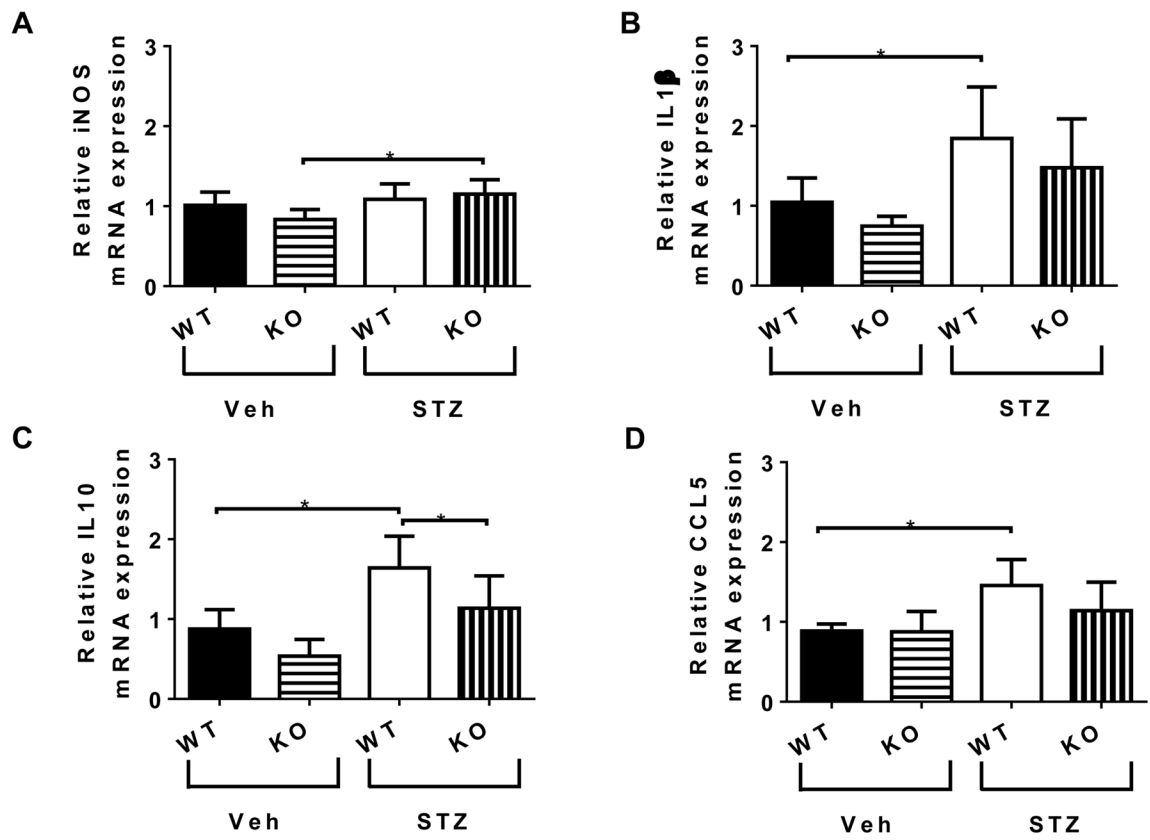 A
Relative iNOS
mRNA expression
3
2
1
0
*
WT
KO
WT
KO
Veh
STZ
B
Relative IL1β
mRNA expression
3
2
1
0
*
WT
KO
WT
KO
Veh
STZ
C
Relative IL10
mRNA expression
3
2
1
0
*
*
WT
KO
WT
KO
Veh
STZ
D
Relative CCL5
mRNA expression
3
2
1
0
*
WT
KO
WT
KO
Veh
STZ